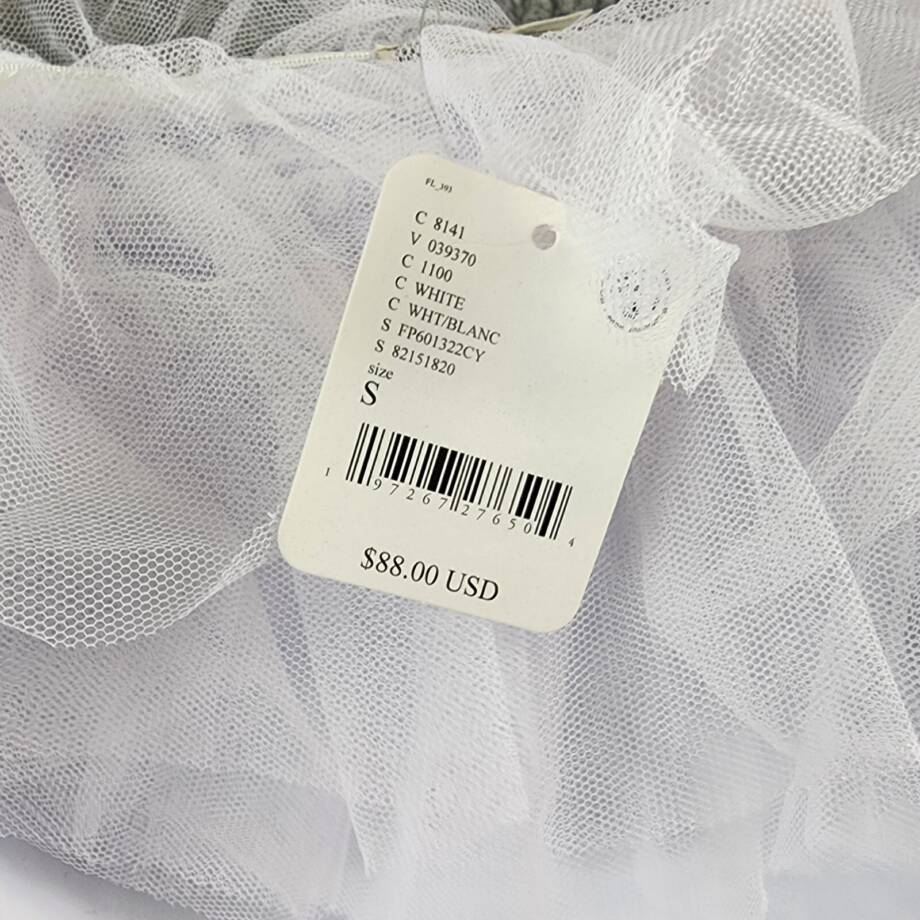 FL_393
C 8141
V 039370
C 1100
C WHITE
C WHT/BLANC
S FP601322CY
S 82151820
size
S
1 97267 27650 4
$88.00 USD